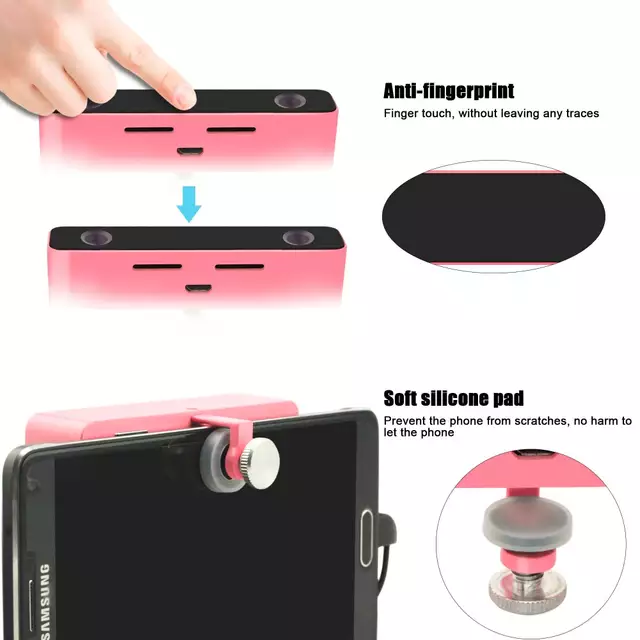 Anti-fingerprint
Finger touch, without leaving any traces
Soft silicone pad
Prevent the phone from scratches, no harm to
let the phone
SAMSUNG